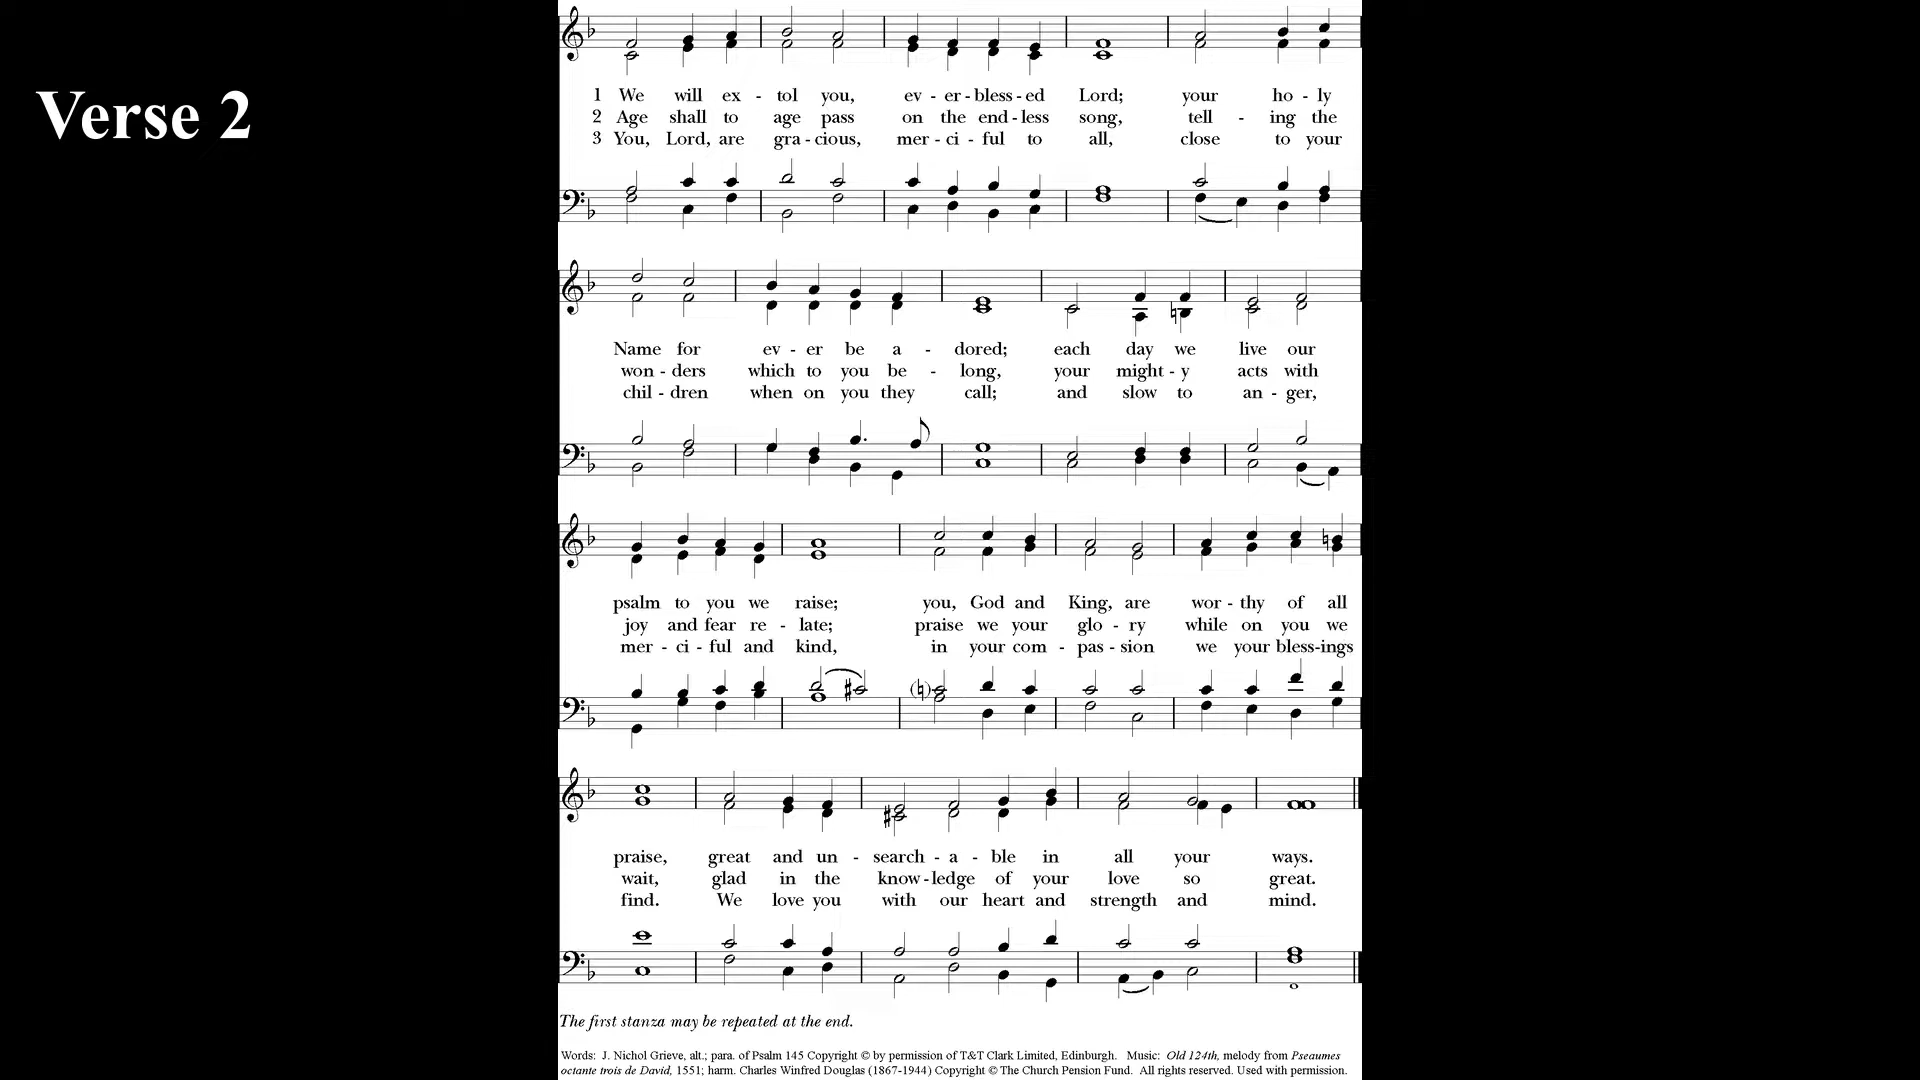 Verse 2
1 We will ex - tol you, ev - er - bless - ed Lord; your ho - ly
2 Age shall to age pass on the end - less song, tell - ing the
3 You, Lord, are gra - cious, mer - ci - ful to all, close to your
Name for ev - er be a - dored; each day we live our
won - ders which to you be - long, your might - y acts with
chil - dren when on you they call; and slow to an - ger,
psalm to you we raise; you, God and King, are wor - thy of all
joy and fear re - late; praise we your glo - ry while on you we
mer - ci - ful and kind, in your com - pas - sion we your bless-ings
praise, great and un - search - a - ble in all your ways.
wait, glad in the know - ledge of your love so great.
find. We love you with our heart and strength and mind.
The first stanza may be repeated at the end.
Words: J. Nichol Grieve, alt.; para. of Psalm 145 Copyright © by permission of T&T Clark Limited, Edinburgh. Music: Old 124th, melody from Pseaumes
octante trois de David, 1551; harm. Charles Winfred Douglas (1867-1944) Copyright © The Church Pension Fund. All rights reserved. Used with permission.